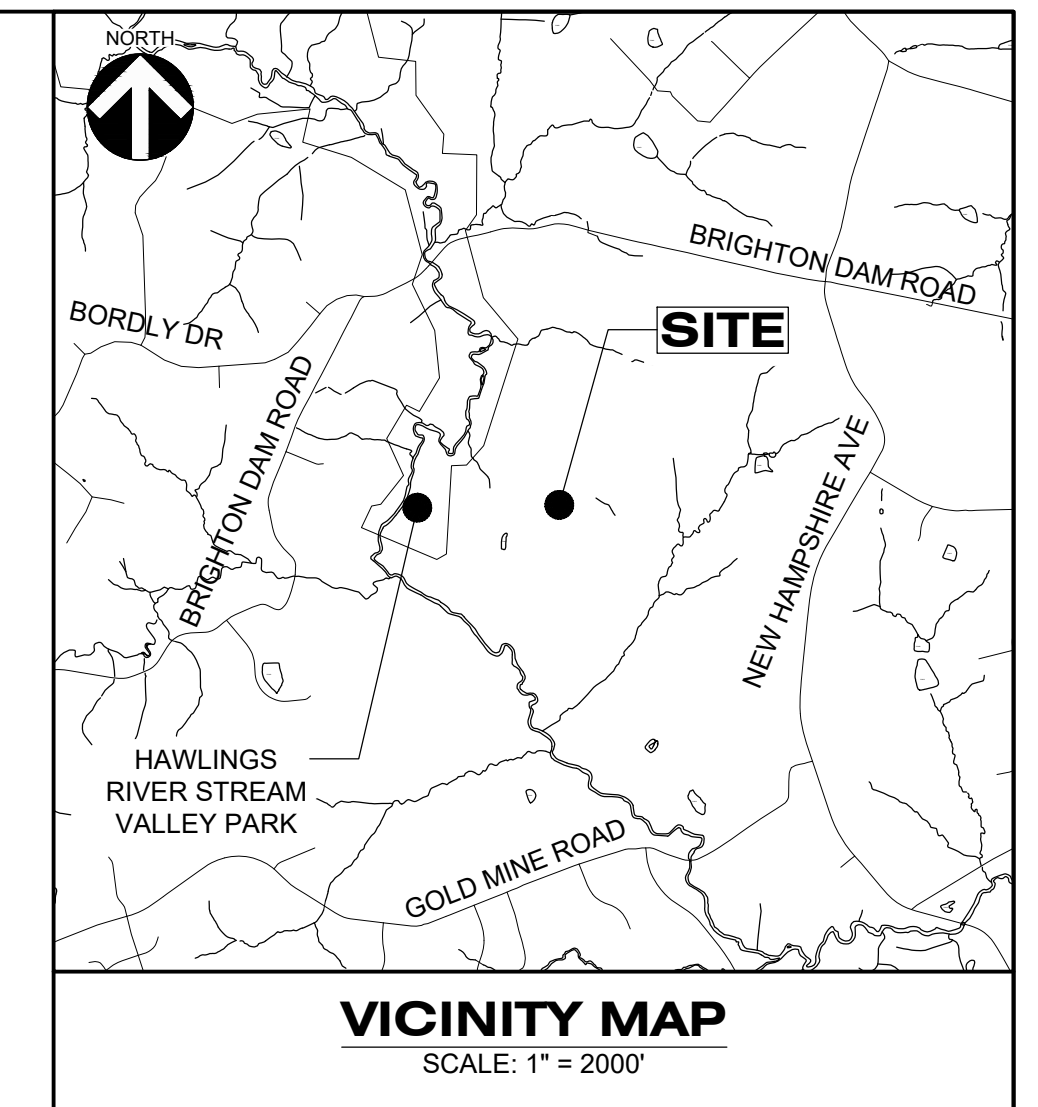 NORTH
BRIGHTON DAM ROAD
BORDLY DR
SITE
BRIGHTON DAM ROAD
NEW HAMPSHIRE AVE
HAWLINGS
RIVER STREAM
VALLEY PARK
GOLD MINE ROAD
VICINITY MAP
SCALE: 1" = 2000'